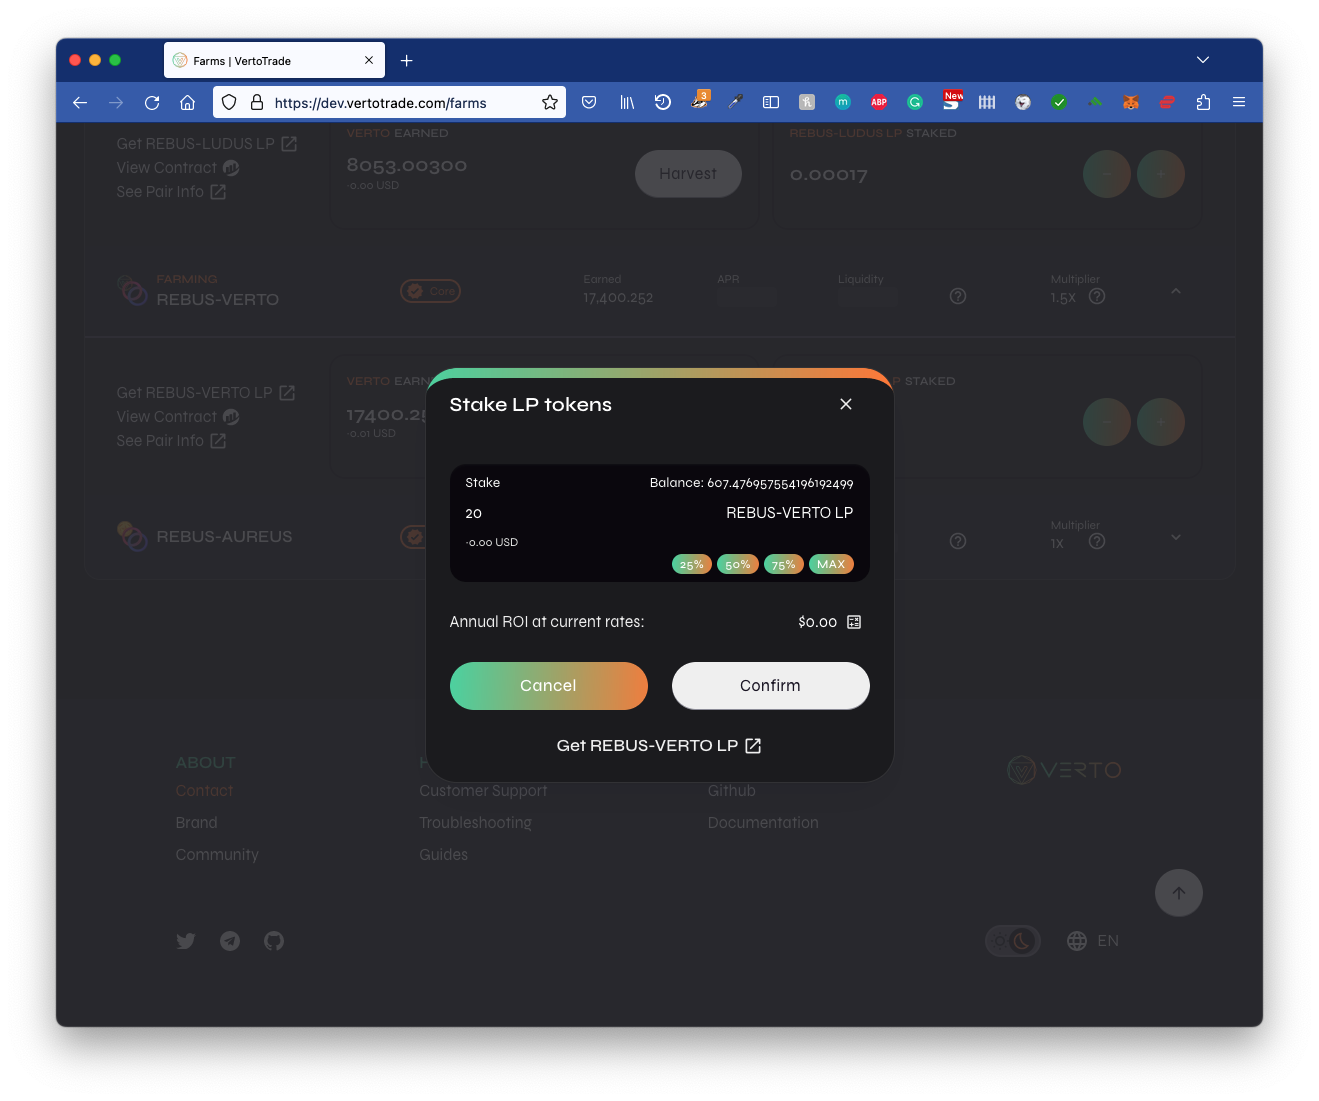 Farms | VertoTrade
https://dev.vertotrade.com/farms
3
m
ABP
New
Get REBUS-LUDUS LP
View Contract
See Pair Info
VERTO EARNED
8053.00300
~0.00 USD
Harvest
REBUS-LUDUS LP STAKED
0.00017
-
+
FARMING
REBUS-VERTO
Core
Earned
17,400.252
APR
Liquidity
Multiplier
1.5X
Get REBUS-VERTO LP
View Contract
See Pair Info
VERTO EARN
17400.25
~0.01 USD
P STAKED
-
+
Stake LP tokens
Stake
Balance: 607.476957554196192499
20
REBUS-VERTO LP
~0.00 USD
25%
50%
75%
MAX
Annual ROI at current rates:
$0.00
Cancel
Confirm
Get REBUS-VERTO LP
REBUS-AUREUS
Multiplier
1X
ABOUT
Contact
Brand
Community
H
Customer Support
Troubleshooting
Guides
Github
Documentation
VERTO
EN